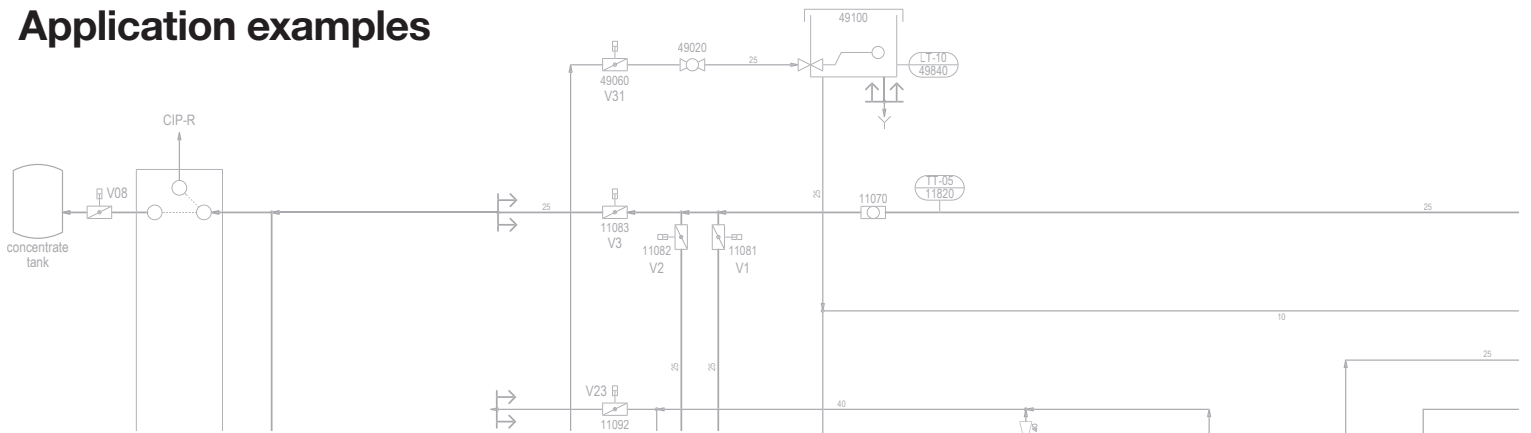 Application examples
49100
49020
25
LT-10
49840
49060
V31
CIP-R
TT-05
11820
V08
25
11070
25
25
11083
V3
11082
11081
V2
V1
concentrate
tank
10
25
25
25
V23
40
11092
40